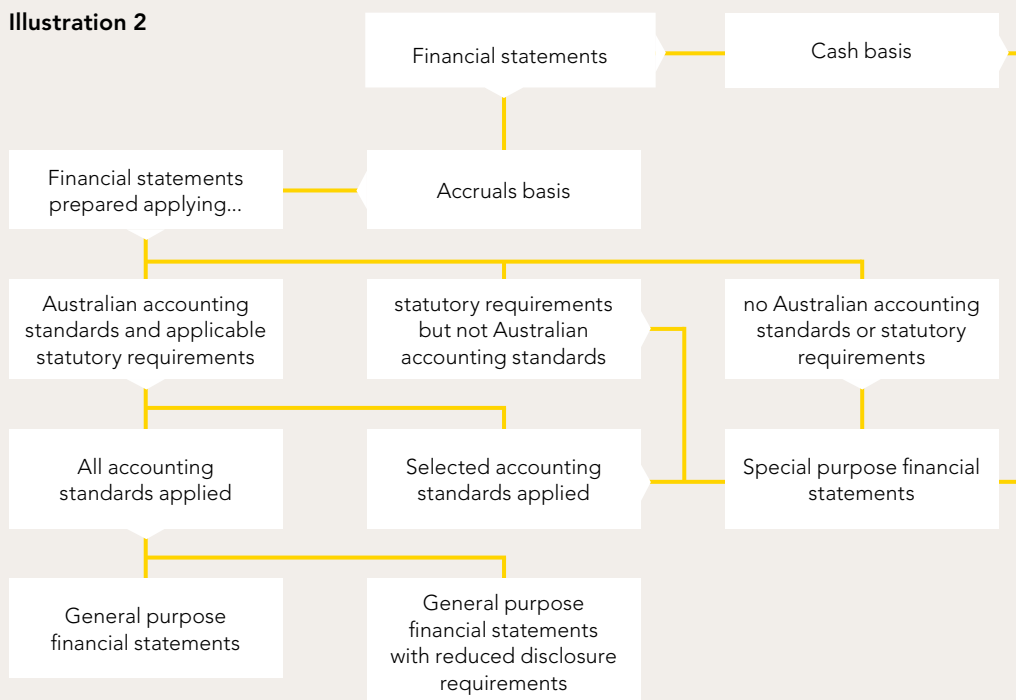 Illustration 2
Financial statements
Cash basis
Financial statements
prepared applying...
Accruals basis
Australian accounting
standards and applicable
statutory requirements
statutory requirements
but not Australian
accounting standards
no Australian accounting
standards or statutory
requirements
All accounting
standards applied
Selected accounting
standards applied
Special purpose financial
statements
General purpose
financial statements
General purpose
financial statements
with reduced disclosure
requirements